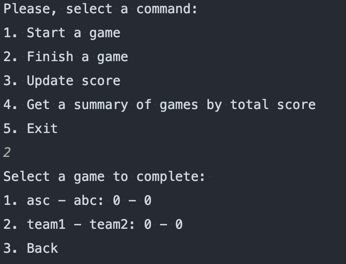 Please, select a command:
1. Start a game
2. Finish a game
3. Update score
4. Get a summary of games by total score
5. Exit
2
Select a game to complete:
1. asc – abc: 0 – 0
2. team1 – team2: 0 – 0
3. Back